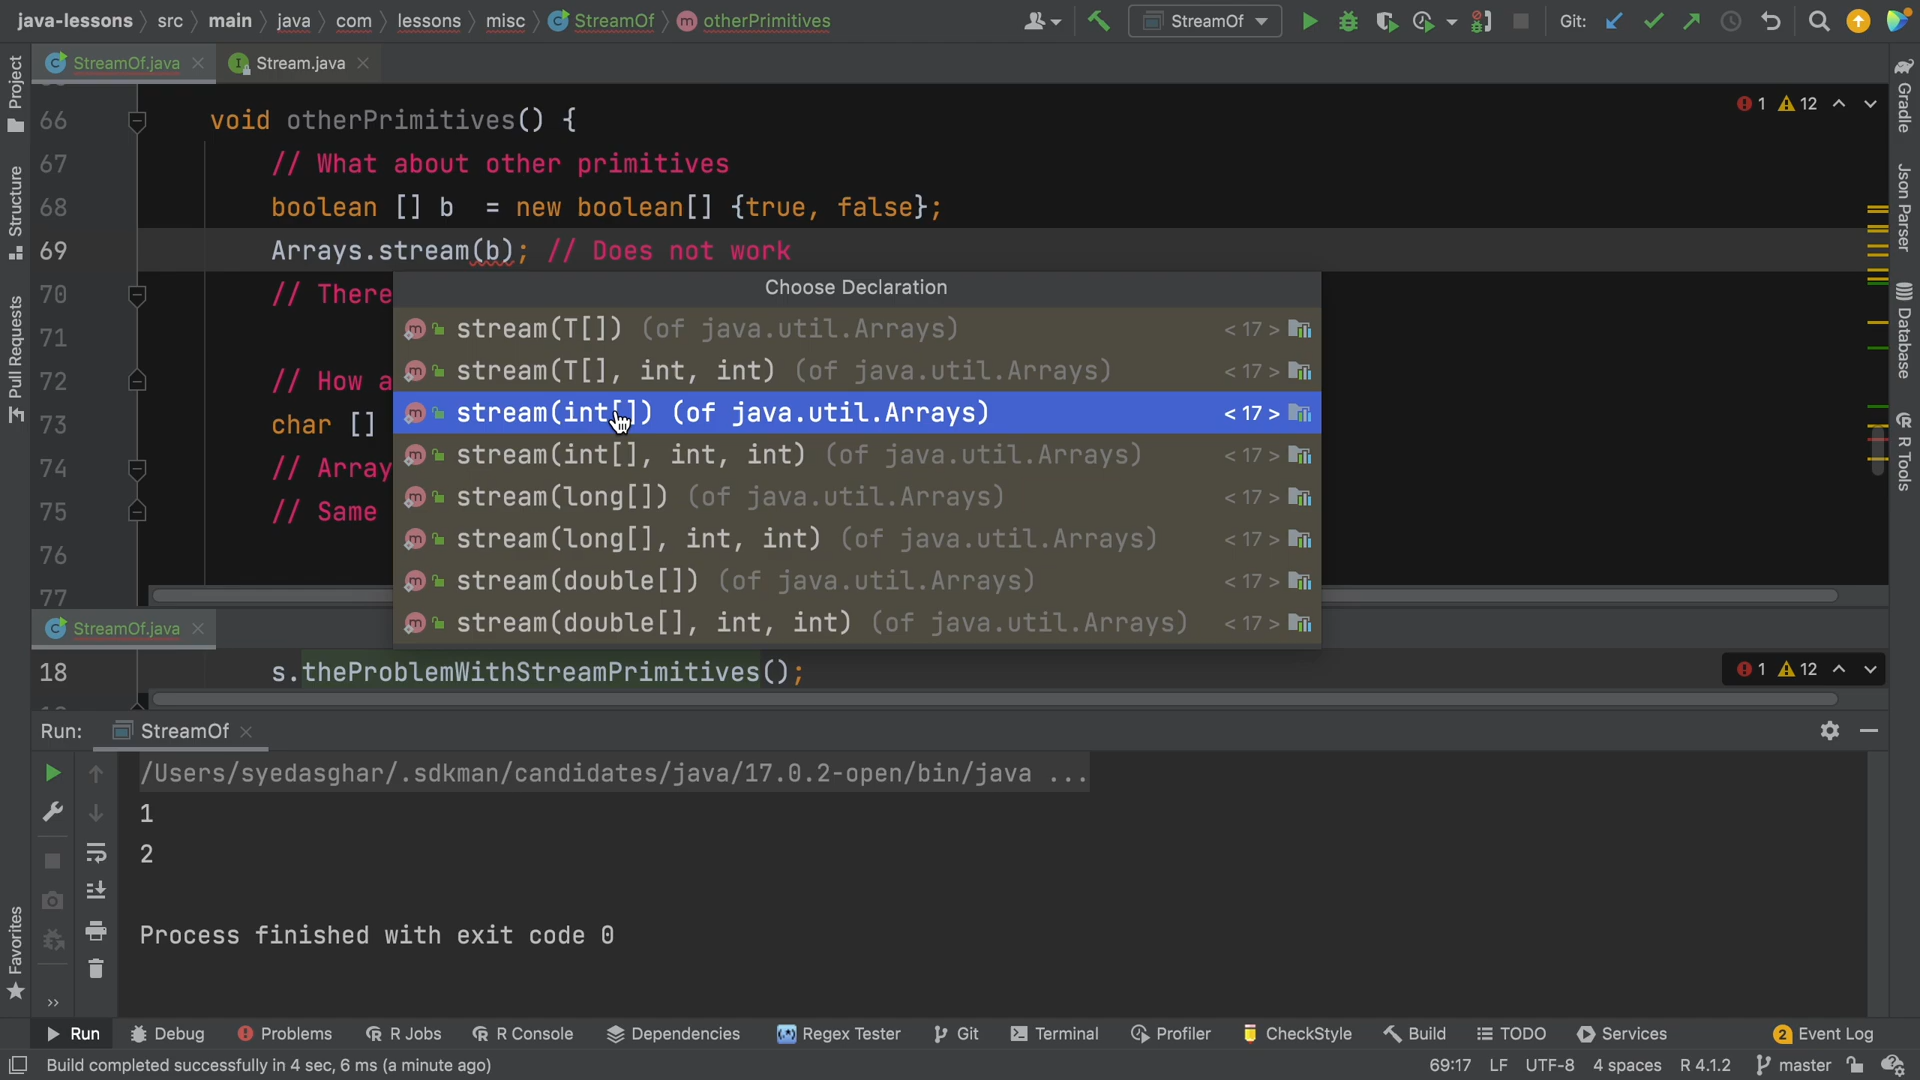 java-lessons src main java com lessons misc StreamOf otherPrimitives StreamOf Git:
StreamOf.java Stream.java
Project
Structure
Pull Requests
Favorites
Gradle
Json Parser
Database
R Tools
1 12
66 void otherPrimitives() {
67 // What about other primitives
68 boolean [] b  = new boolean[] {true, false};
69 Arrays.stream(b); // Does not work
70 // There
71
72 // How a
73 char []
74 // Array
75 // Same
76
77
Choose Declaration
stream(T[]) (of java.util.Arrays) < 17 >
stream(T[], int, int) (of java.util.Arrays) < 17 >
stream(int[]) (of java.util.Arrays) < 17 >
stream(int[], int, int) (of java.util.Arrays) < 17 >
stream(long[]) (of java.util.Arrays) < 17 >
stream(long[], int, int) (of java.util.Arrays) < 17 >
stream(double[]) (of java.util.Arrays) < 17 >
stream(double[], int, int) (of java.util.Arrays) < 17 >
StreamOf.java
18 s.theProblemWithStreamPrimitives(); 1 12
Run: StreamOf
/Users/syedasghar/.sdkman/candidates/java/17.0.2-open/bin/java ...
1
2
Process finished with exit code 0
Run Debug Problems R Jobs R Console Dependencies Regex Tester Git Terminal Profiler CheckStyle Build TODO Services 2 Event Log
Build completed successfully in 4 sec, 6 ms (a minute ago) 69:17 LF UTF-8 4 spaces R 4.1.2 master